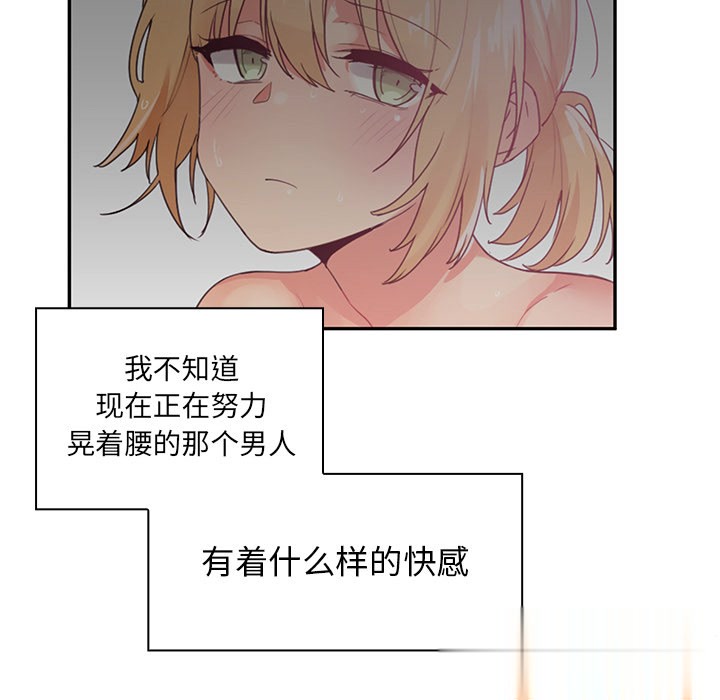 我不知道
现在正在努力
晃着腰的那个男人
有着什么样的快感